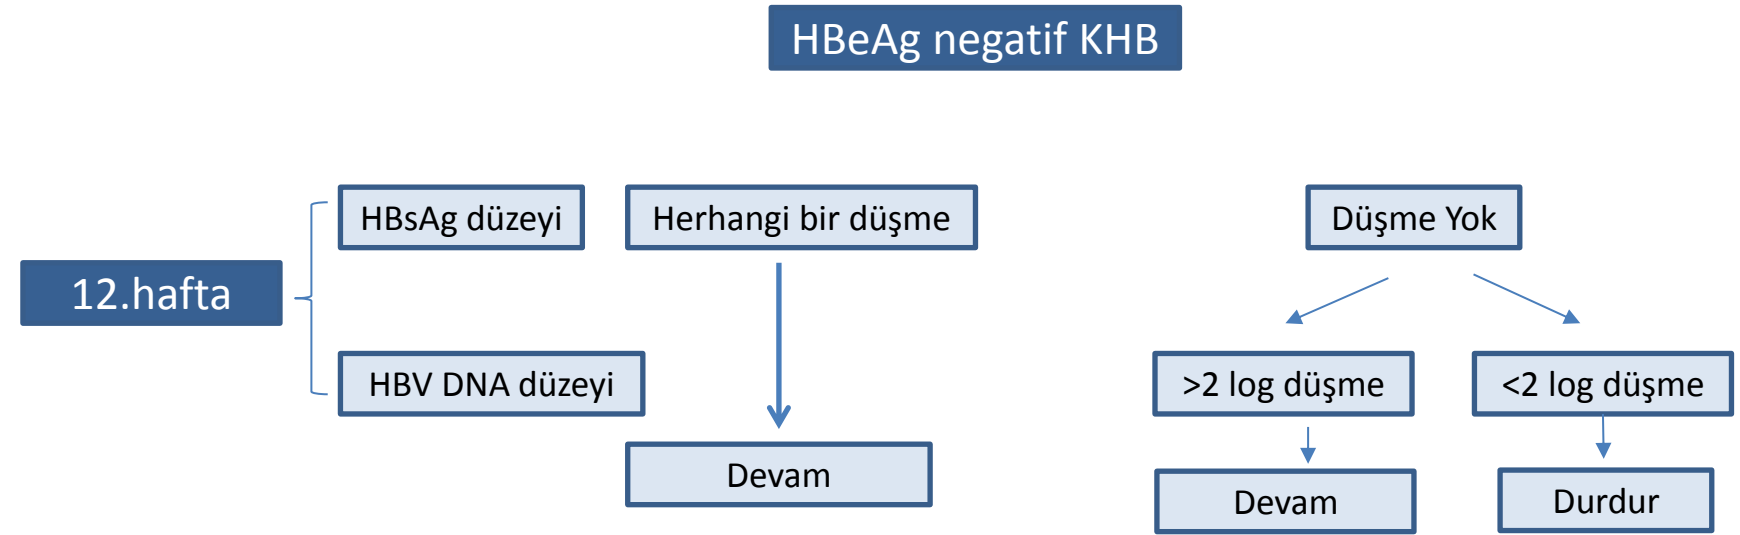 HBeAg negatif KHB
HBsAg düzeyi
Herhangi bir düşme
Düşme Yok
12.hafta
HBV DNA düzeyi
>2 log düşme
<2 log düşme
Devam
Devam
Durdur